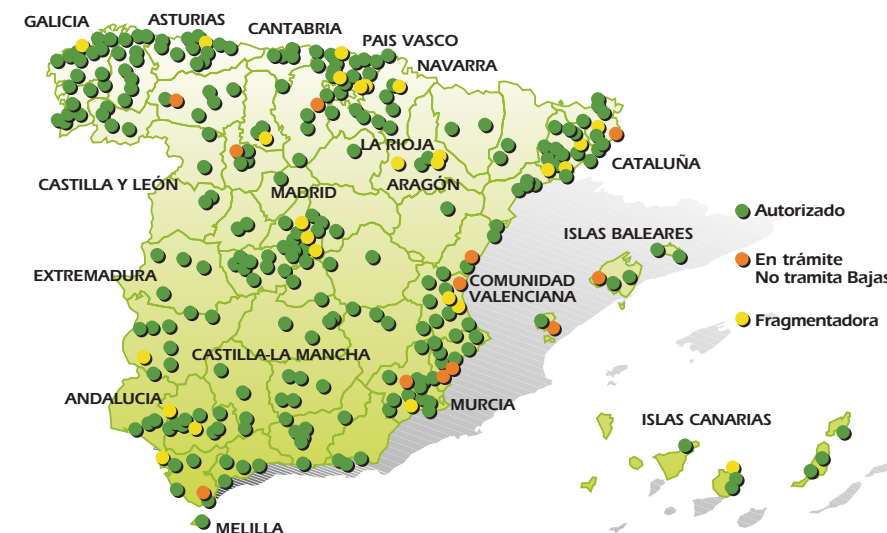 GALICIA
ASTURIAS
CANTABRIA
PAIS VASCO
NAVARRA
LA RIOJA
CATALUÑA
CASTILLA Y LEÓN
MADRID
ARAGÓN
Autorizado
ISLAS BALEARES
En trámite
No tramita Bajas
EXTREMADURA
COMUNIDAD
VALENCIANA
Fragmentadora
CASTILLA-LA MANCHA
ANDALUCIA
MURCIA
ISLAS CANARIAS
MELILLA